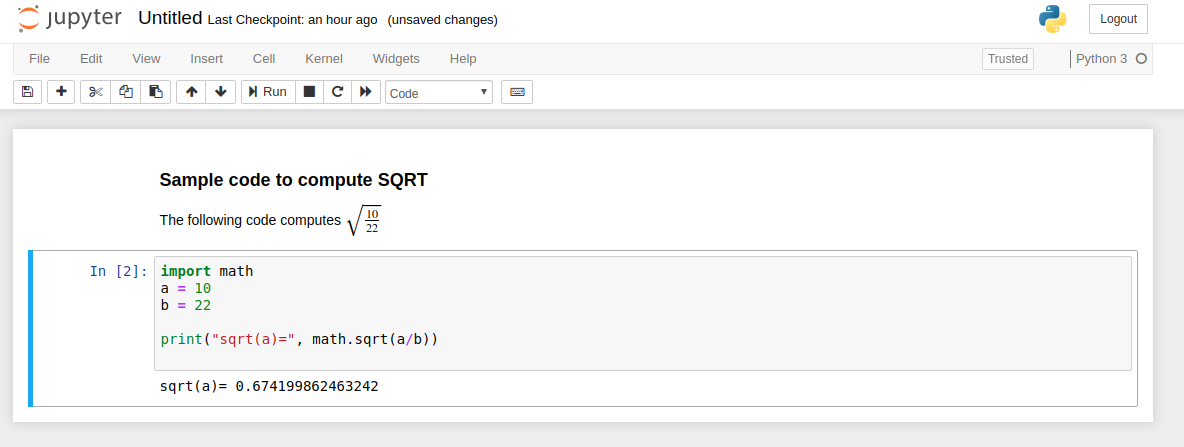 jupyter Untitled Last Checkpoint: an hour ago (unsaved changes) Logout
File Edit View Insert Cell Kernel Widgets Help Trusted Python 3
Run Code
Sample code to compute SQRT
The following code computes √(10/22)
In [2]: import math
a = 10
b = 22
print("sqrt(a)=", math.sqrt(a/b))
sqrt(a)= 0.674199862463242